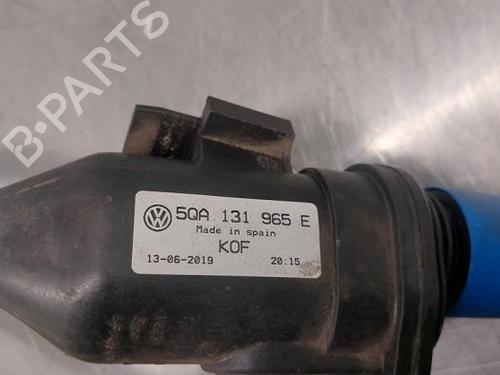 B-PARTS
5QA 131 965 E
Made in spain
KOF
13-06-2019 20:15